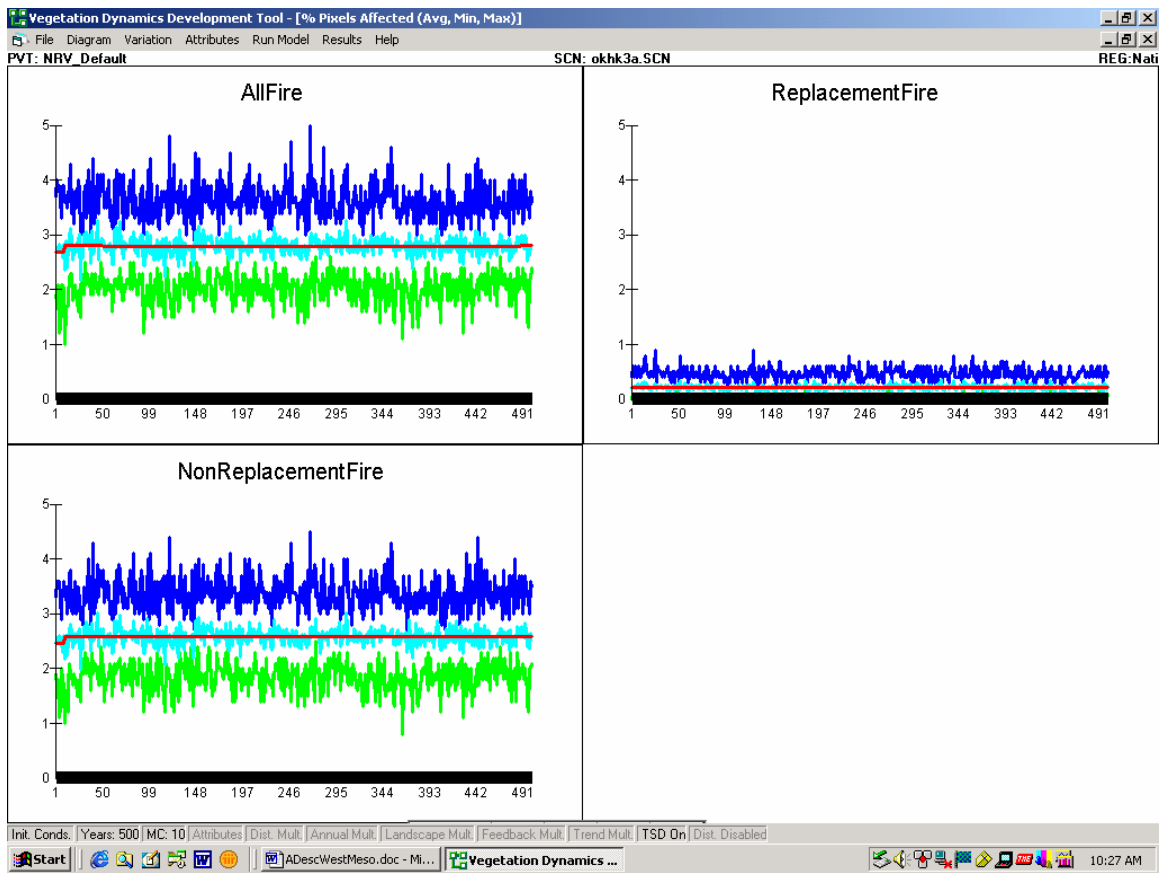 Vegetation Dynamics Development Tool - [% Pixels Affected (Avg, Min, Max)]
File Diagram Variation Attributes Run Model Results Help
PVT: NRV_Default SCN: okhk3a.SCN REG:Nati
AllFire
5
4
3
2
1
0
1 50 99 148 197 246 295 344 393 442 491
ReplacementFire
5
4
3
2
1
0
1 50 99 148 197 246 295 344 393 442 491
NonReplacementFire
5
4
3
2
1
0
1 50 99 148 197 246 295 344 393 442 491
Init. Conds. Years: 500 MC: 10 Attributes Dist. Mult. Annual Mult. Landscape Mult. Feedback Mult. Trend Mult. TSD On Dist. Disabled
Start ADescWestMeso.doc - Mi... Vegetation Dynamics ... 10:27 AM